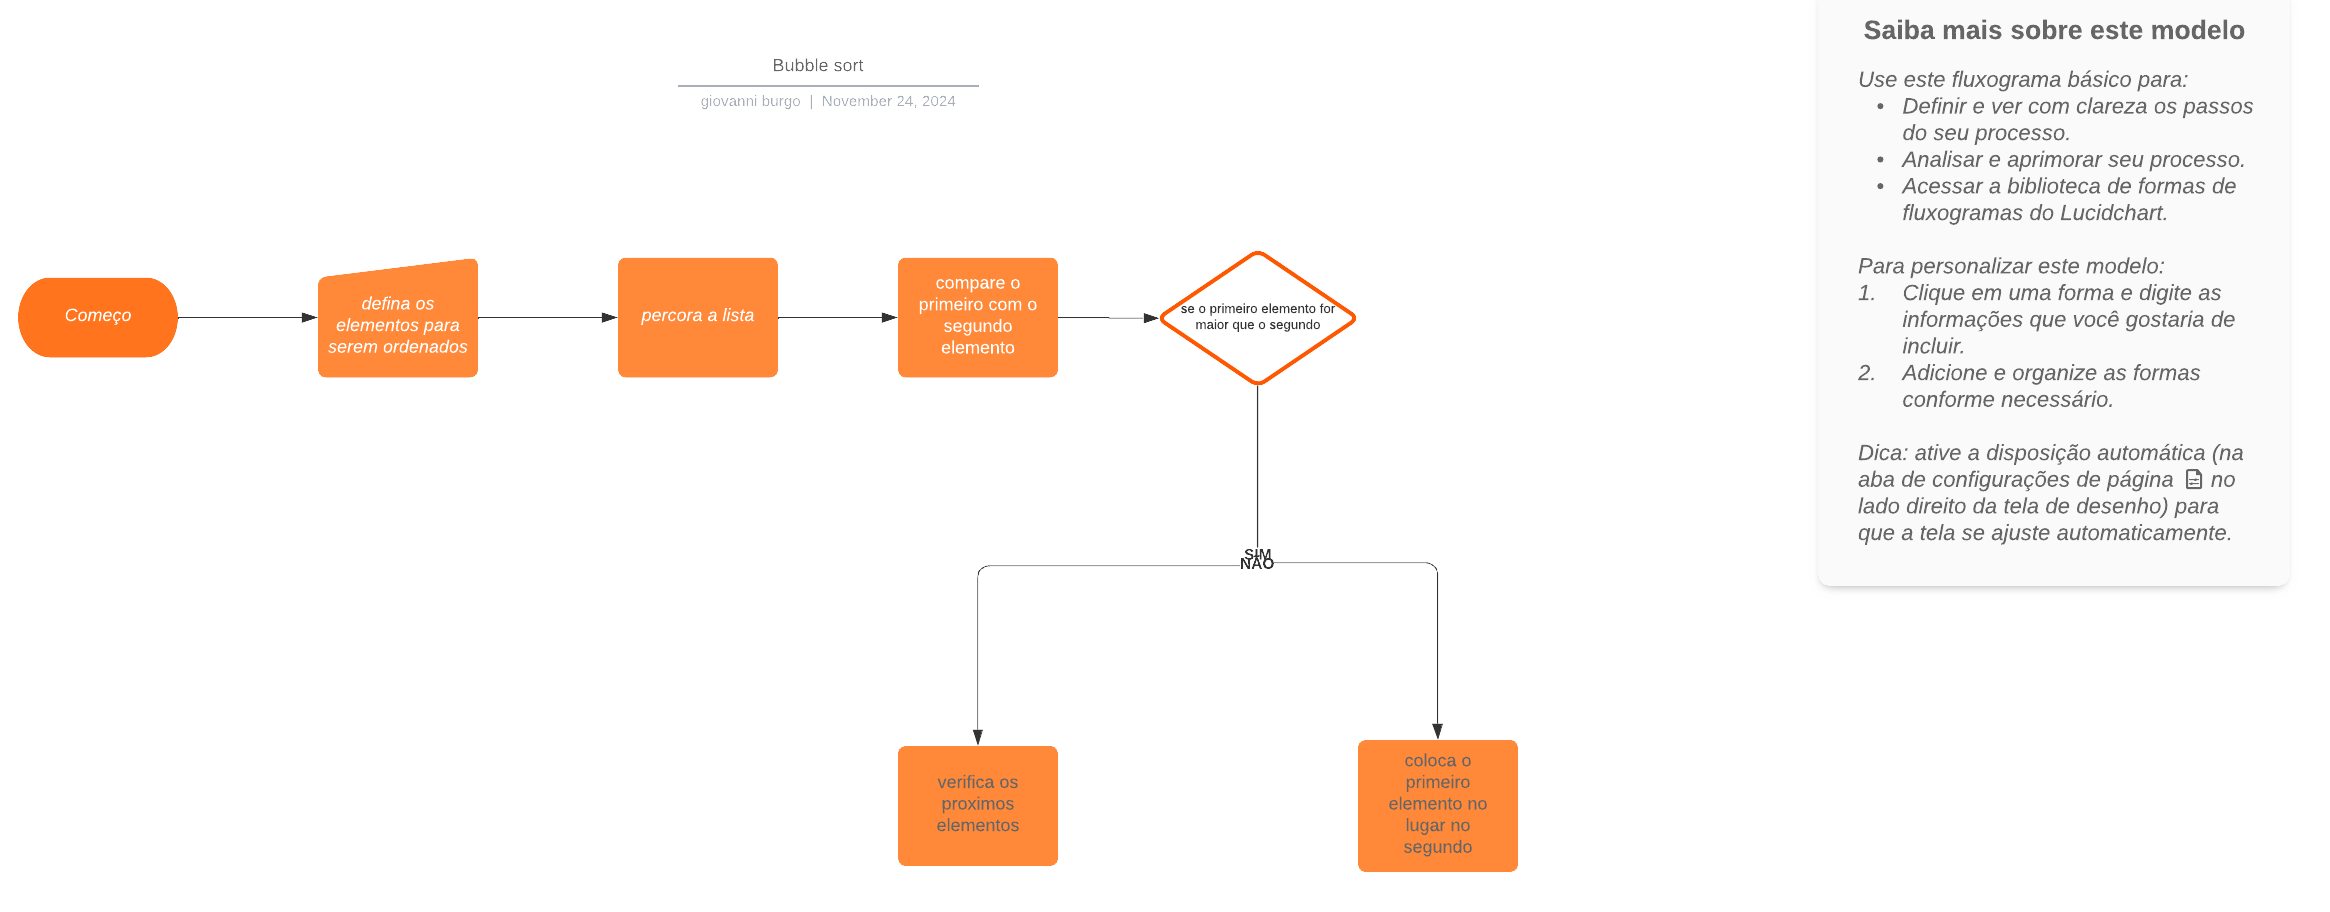 Bubble sort
giovanni burgo | November 24, 2024
Começo
defina os
elementos para
serem ordenados
percora a lista
compare o
primeiro com o
segundo
elemento
se o primeiro elemento for
maior que o segundo
SIM
NÃO
verifica os
proximos
elementos
coloca o
primeiro
elemento no
lugar no
segundo
Saiba mais sobre este modelo
Use este fluxograma básico para:
• Definir e ver com clareza os passos
do seu processo.
• Analisar e aprimorar seu processo.
• Acessar a biblioteca de formas de
fluxogramas do Lucidchart.
Para personalizar este modelo:
1. Clique em uma forma e digite as
informações que você gostaria de
incluir.
2. Adicione e organize as formas
conforme necessário.
Dica: ative a disposição automática (na
aba de configurações de página no
lado direito da tela de desenho) para
que a tela se ajuste automaticamente.